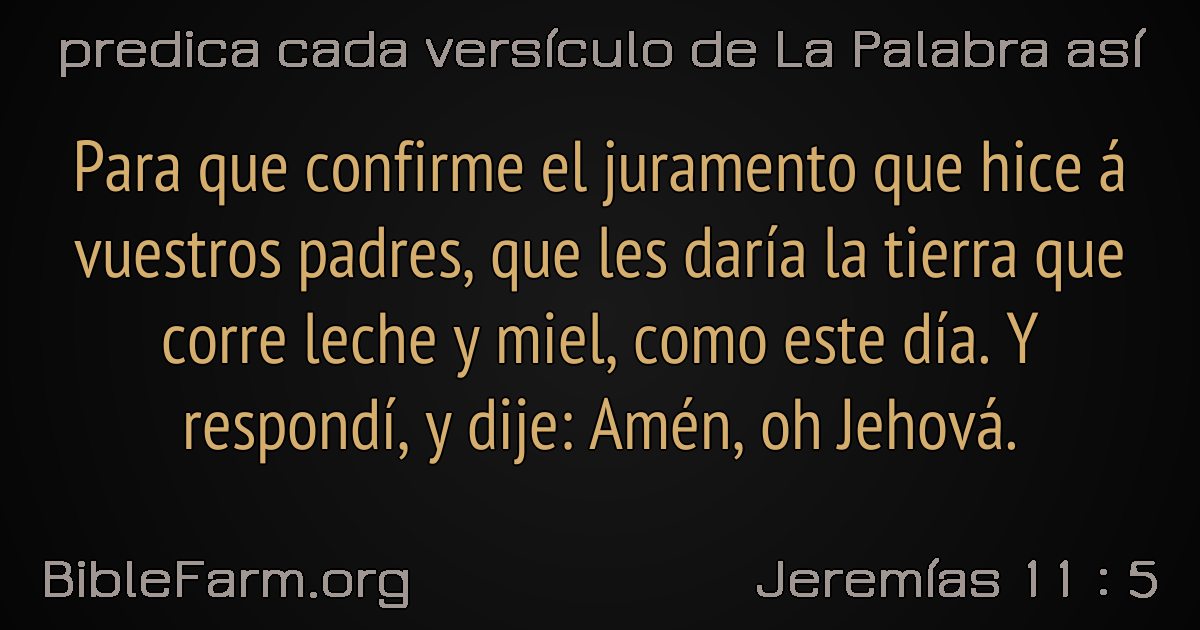 predica cada versículo de La Palabra así
Para que confirme el juramento que hice á
vuestros padres, que les daría la tierra que
corre leche y miel, como este día. Y
respondí, y dije: Amén, oh Jehová.
BibleFarm.org
Jeremías 11 : 5